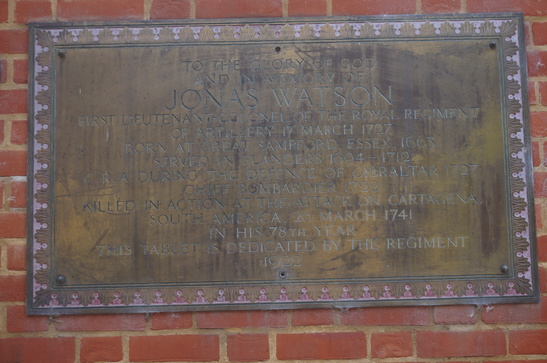 TO THE GLORY OF GOD
AND IN MEMORY OF
JONAS WATSON
FIRST LIEUTENANT COLONEL OF THE ROYAL REGIMENT
OF ARTILLERY 17 MARCH 1727
BORN AT GREAT SAMPFORD, ESSEX, 1663
SERVED IN FLANDERS 1694-1712
DURING THE DEFENCE OF GIBRALTAR 1727
CHIEF BOMBARDIER
KILLED IN ACTION AT THE ATTACK ON CARTAGENA,
SOUTH AMERICA, MARCH 1741
IN HIS 78TH YEAR
THIS TABLET IS DEDICATED BY THE REGIMENT